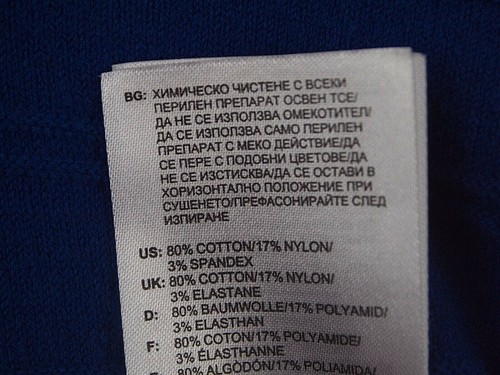 BG: ХИМИЧЕСКО ЧИСТЕНЕ С ВСЕКИ
ПЕРИЛЕН ПРЕПАРАТ ОСВЕН ТСЕ/
ДА НЕ СЕ ИЗПОЛЗВА ОМЕКОТИТЕЛ/
ДА СЕ ИЗПОЛЗВА САМО ПЕРИЛЕН
ПРЕПАРАТ С МЕКО ДЕЙСТВИЕ/ДА
СЕ ПЕРЕ С ПОДОБНИ ЦВЕТОВЕ/ДА
НЕ СЕ ИЗСТИСКВА/ДА СЕ ОСТАВИ В
ХОРИЗОНТАЛНО ПОЛОЖЕНИЕ ПРИ
СУШЕНЕТО/ПРЕФАСОНИРАЙТЕ СЛЕД
ИЗПИРАНЕ
US: 80% COTTON/17% NYLON/
3% SPANDEX
UK: 80% COTTON/17% NYLON/
3% ELASTANE
D: 80% BAUMWOLLE/17% POLYAMID/
3% ELASTHAN
F: 80% COTON/17% POLYAMIDE/
3% ÉLASTHANNE
80% ALGODÓN/17% POLIAMIDA/